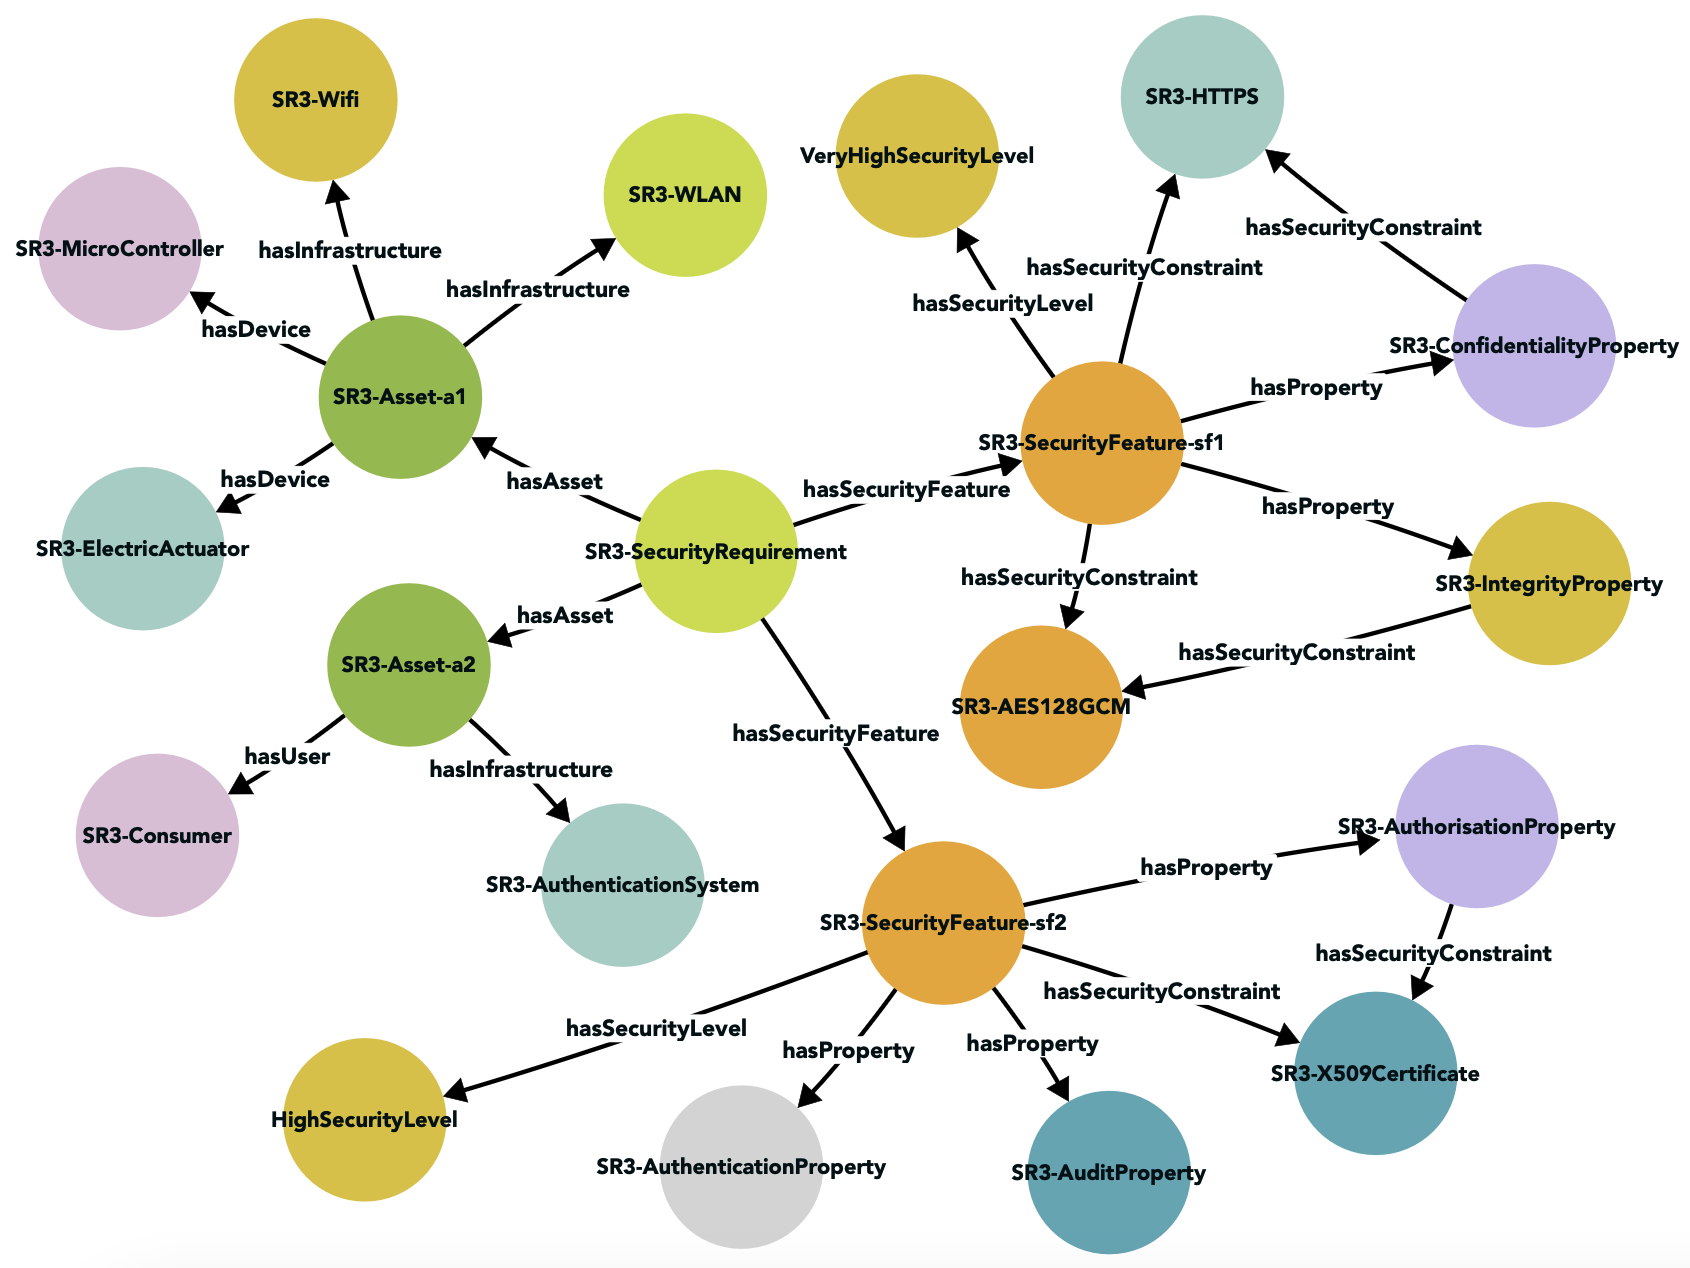 SR3-Wifi
SR3-HTTPS
VeryHighSecurityLevel
SR3-WLAN
hasSecurityConstraint
SR3-MicroController
hasInfrastructure
hasSecurityConstraint
hasInfrastructure
hasSecurityLevel
hasDevice
SR3-ConfidentialityProperty
hasProperty
SR3-Asset-a1
SR3-SecurityFeature-sf1
hasDevice
hasAsset
hasSecurityFeature
hasProperty
SR3-ElectricActuator
SR3-SecurityRequirement
hasSecurityConstraint
SR3-IntegrityProperty
hasAsset
hasSecurityConstraint
SR3-Asset-a2
SR3-AES128GCM
hasSecurityFeature
hasUser
hasInfrastructure
SR3-AuthorisationProperty
SR3-Consumer
hasProperty
SR3-AuthenticationSystem
SR3-SecurityFeature-sf2
hasSecurityConstraint
hasSecurityConstraint
hasSecurityLevel
hasProperty
hasProperty
SR3-X509Certificate
HighSecurityLevel
SR3-AuthenticationProperty
SR3-AuditProperty